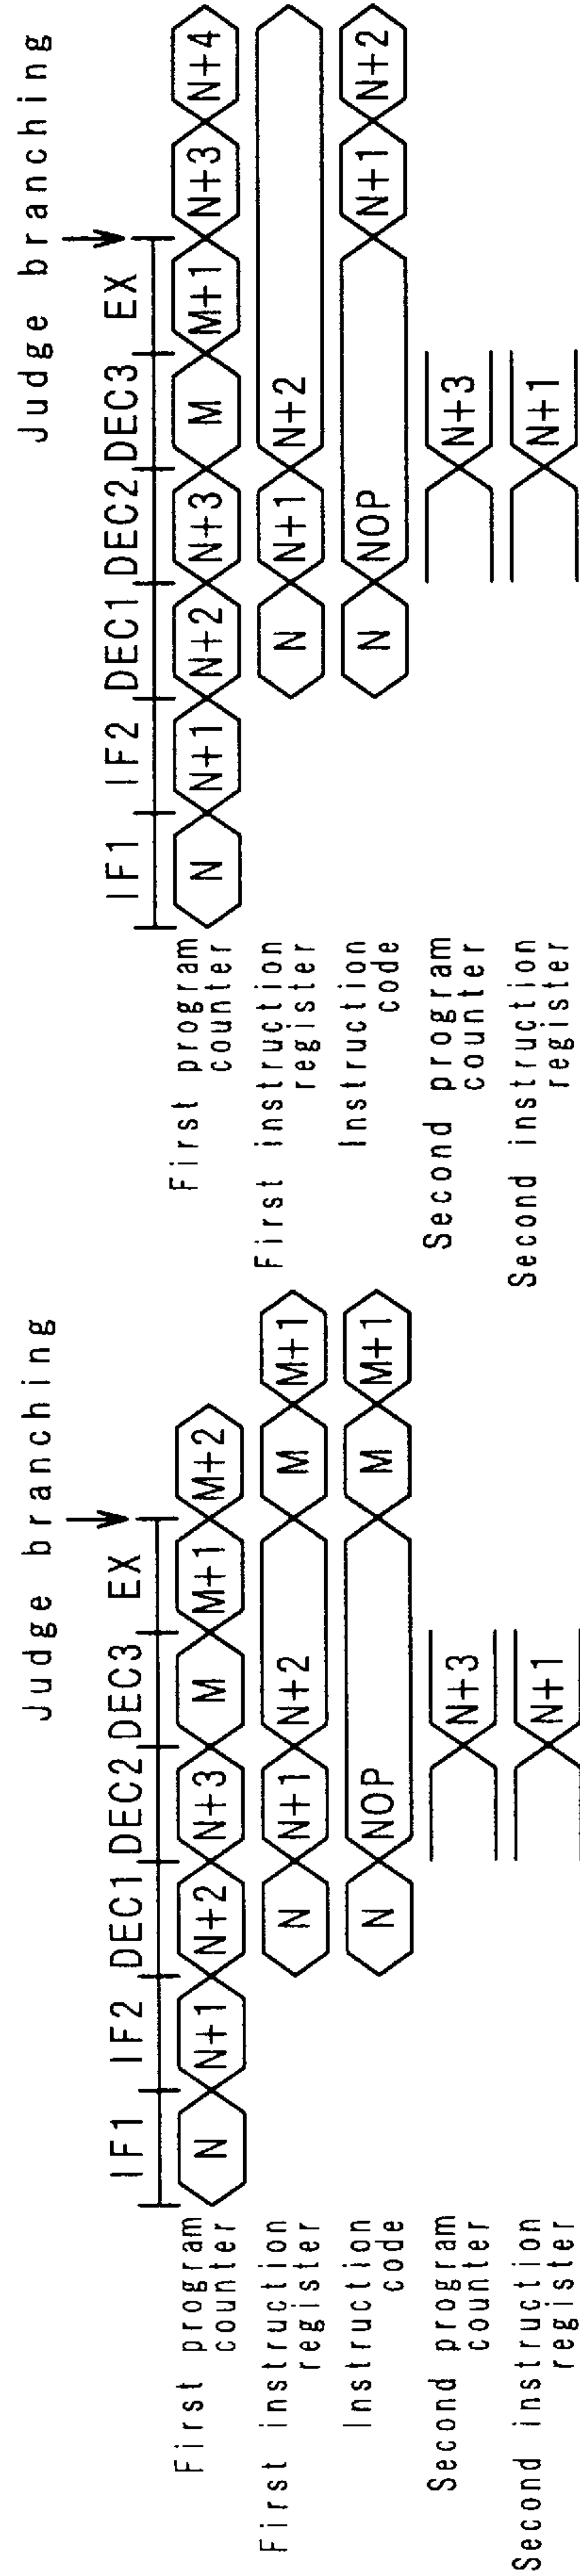 Judge branching
IF1 IF2 DEC1 DEC2 DEC3 EX
First program
counter
N N+1 N+2 N+3 M M+1 M+2
First instruction
register
N N+1 N+2 M M+1
Instruction
code
N NOP M M+1
Second program
counter
N+3
Second instruction
register
N+1
Judge branching
IF1 IF2 DEC1 DEC2 DEC3 EX
First program
counter
N N+1 N+2 N+3 M M+1 N+3 N+4
First instruction
register
N N+1 N+2
Instruction
code
N NOP N+1 N+2
Second program
counter
N+3
Second instruction
register
N+1